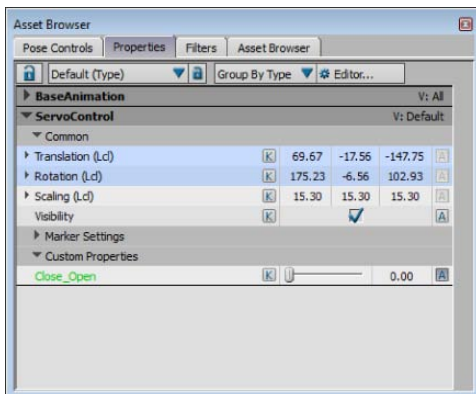 Asset Browser
Pose Controls Properties Filters Asset Browser
Default (Type) Group By Type Editor...
BaseAnimation V: All
ServoControl V: Default
Common
Translation (Lcl) K 69.67 -17.56 -147.75 A
Rotation (Lcl) K 175.23 -6.56 102.93 A
Scaling (Lcl) K 15.30 15.30 15.30 A
Visibility K A
Marker Settings
Custom Properties
Close_Open K 0.00 A